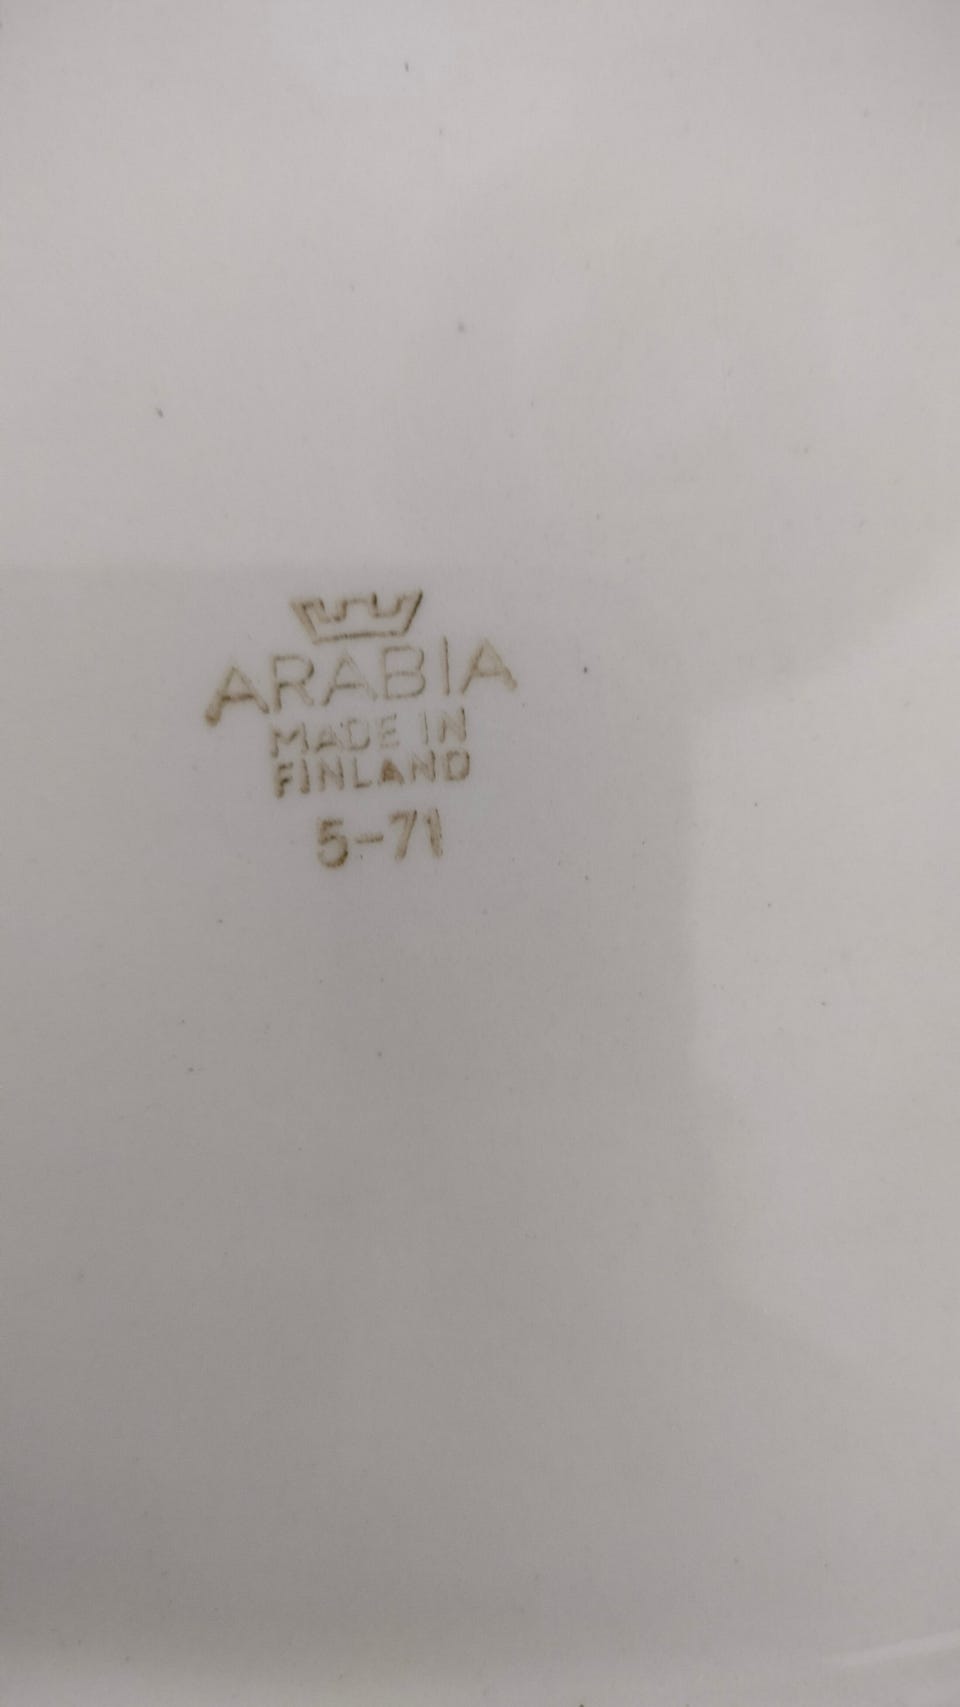 ARABIA
MADE IN
FINLAND
5-71